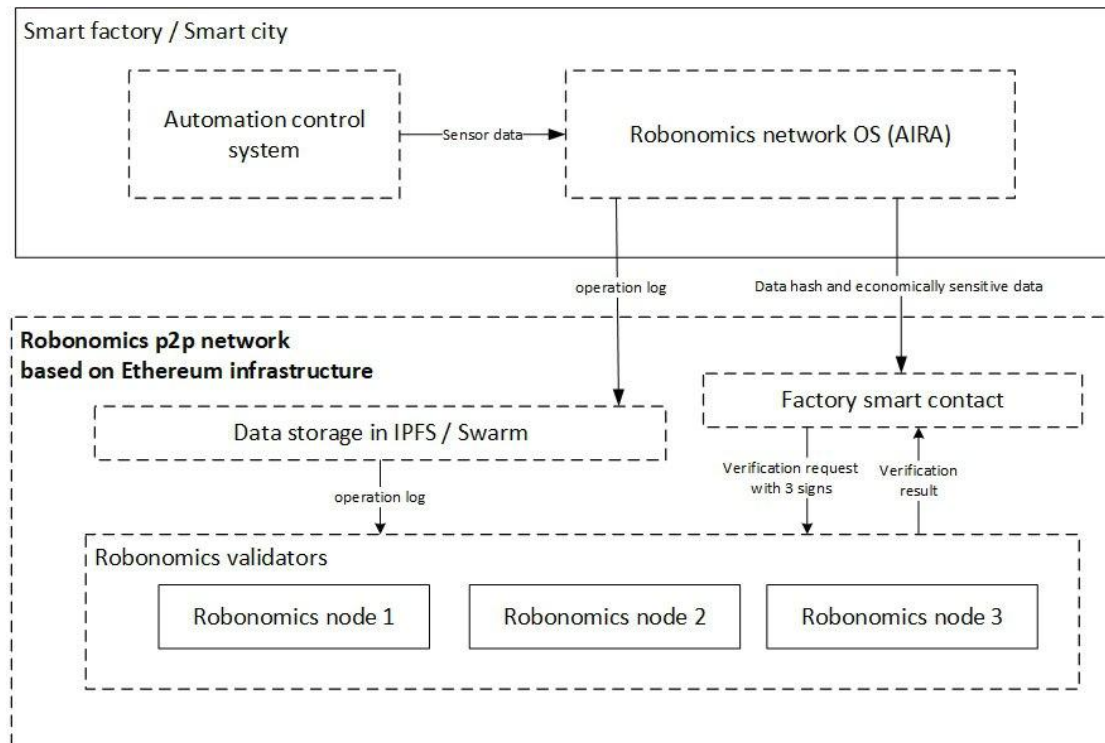 Smart factory / Smart city
Automation control
system
Sensor data
Robonomics network OS (AIRA)
operation log
Data hash and economically sensitive data
Robonomics p2p network
based on Ethereum infrastructure
Factory smart contact
Data storage in IPFS / Swarm
Verification request
with 3 signs
Verification
result
operation log
Robonomics validators
Robonomics node 1
Robonomics node 2
Robonomics node 3